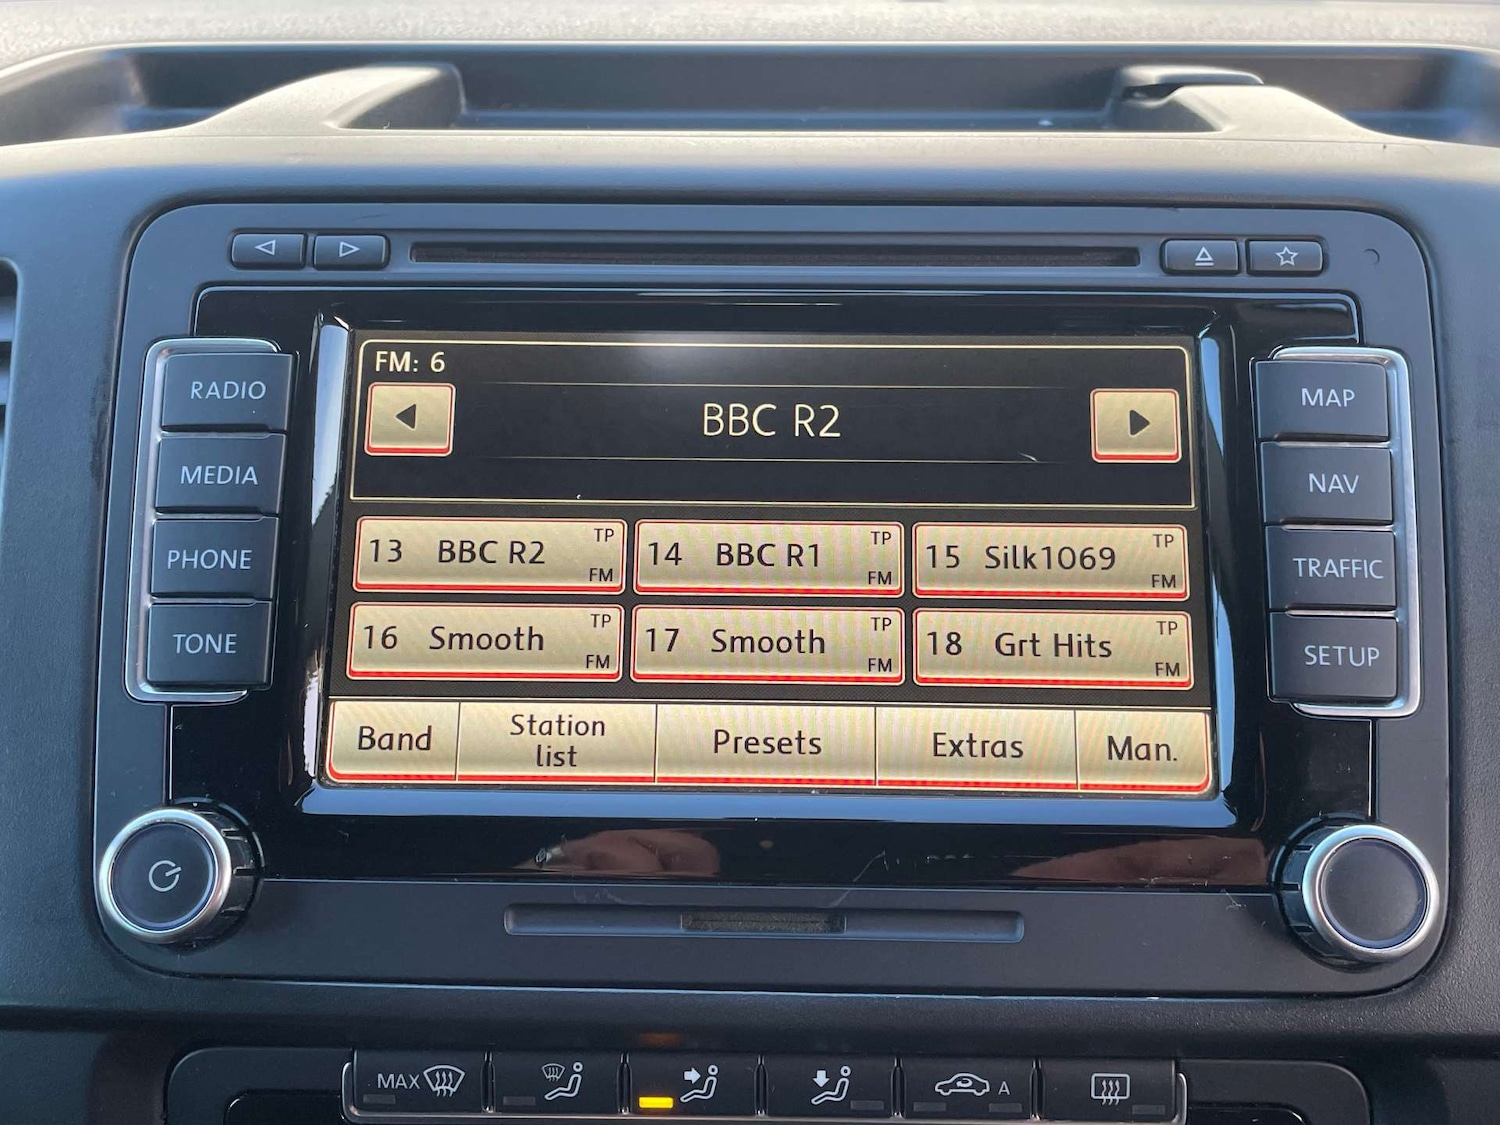 RADIO
MEDIA
PHONE
TONE
FM: 6
BBC R2
13 BBC R2 TP FM
14 BBC R1 TP FM
15 Silk1069 TP FM
16 Smooth TP FM
17 Smooth TP FM
18 Grt Hits TP FM
Band
Station
list
Presets
Extras
Man.
MAP
NAV
TRAFFIC
SETUP
MAX
A